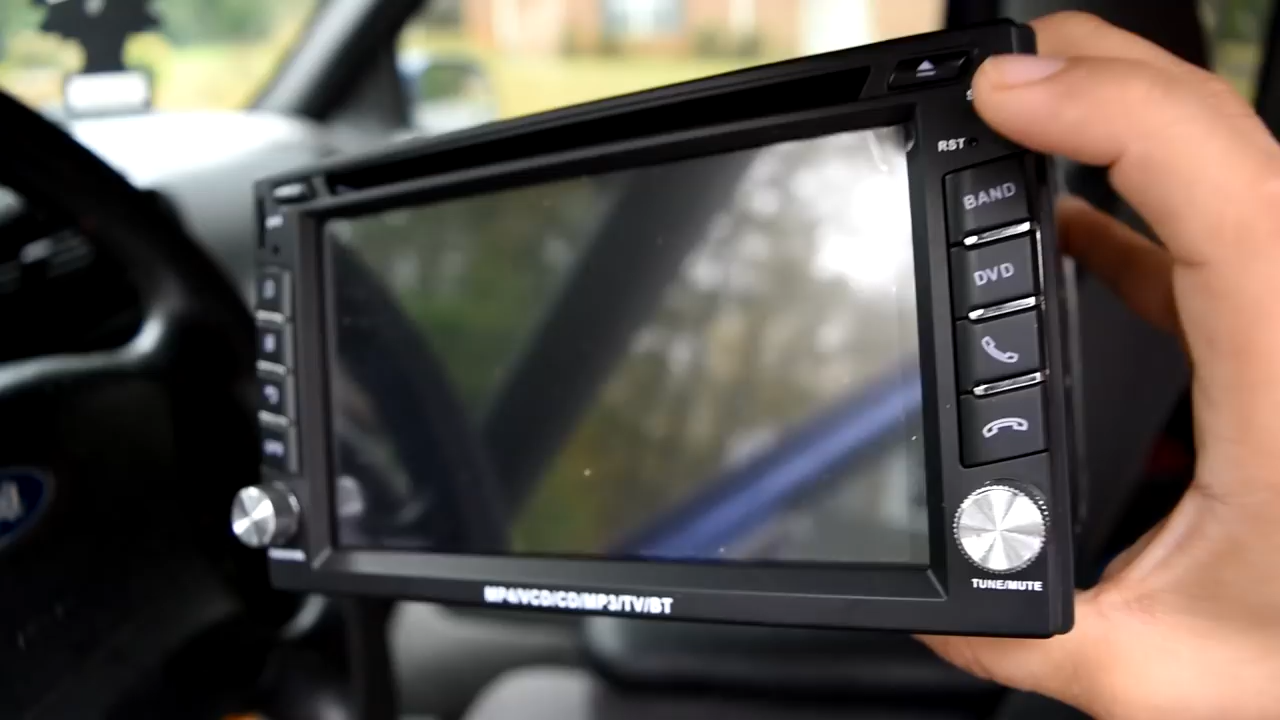 RST
BAND
DVD
TUNE/MUTE
MP4/VCD/CD/MP3/TV/BT